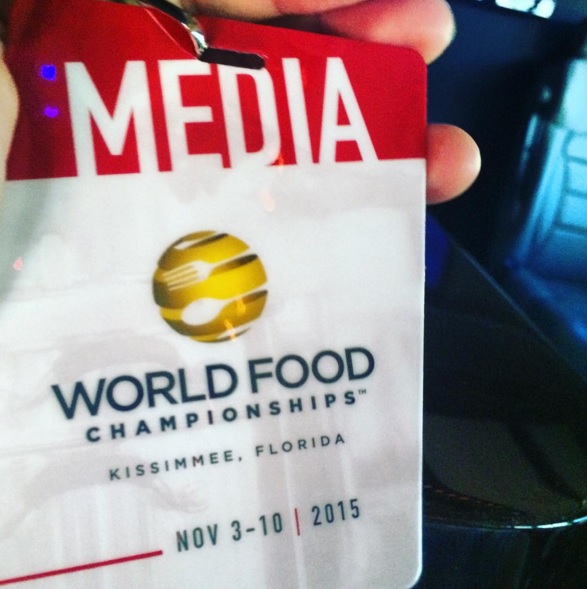 MEDIA
WORLD FOOD
CHAMPIONSHIPS™
KISSIMMEE, FLORIDA
NOV 3-10 | 2015